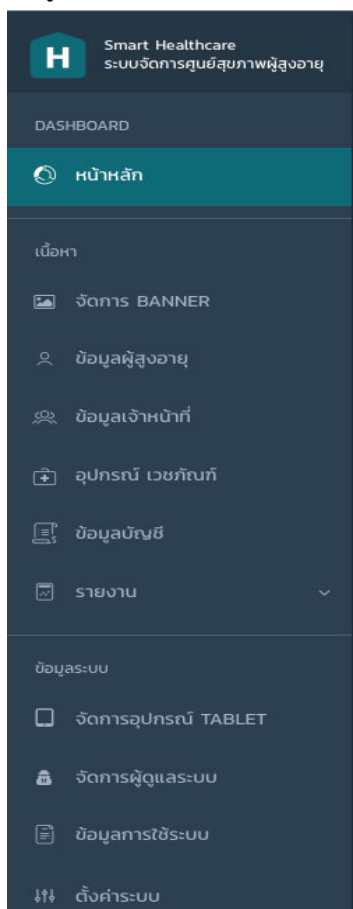 H
Smart Healthcare
ระบบจัดการศูนย์สุขภาพผู้สูงอายุ
DASHBOARD
หน้าหลัก
เนื้อหา
จัดการ BANNER
ข้อมูลผู้สูงอายุ
ข้อมูลเจ้าหน้าที่
อุปกรณ์ เวชภัณฑ์
ข้อมูลบัญชี
รายงาน
ข้อมูลระบบ
จัดการอุปกรณ์ TABLET
จัดการผู้ดูแลระบบ
ข้อมูลการใช้ระบบ
ตั้งค่าระบบ